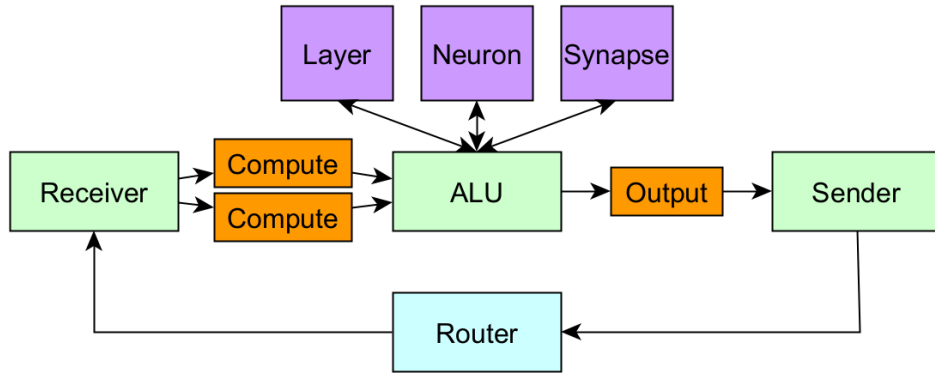 Layer
Neuron
Synapse
Receiver
Compute
Compute
ALU
Output
Sender
Router